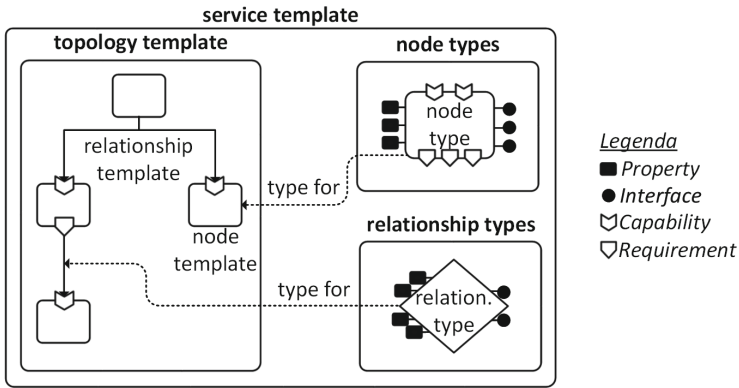 service template
topology template
relationship
template
node
template
type for
type for
node types
node
type
relationship types
relation.
type
Legenda
Property
Interface
Capability
Requirement